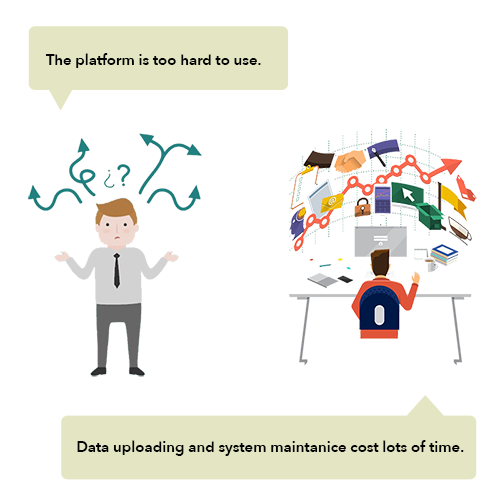 The platform is too hard to use.
¿?
Data uploading and system maintanice cost lots of time.